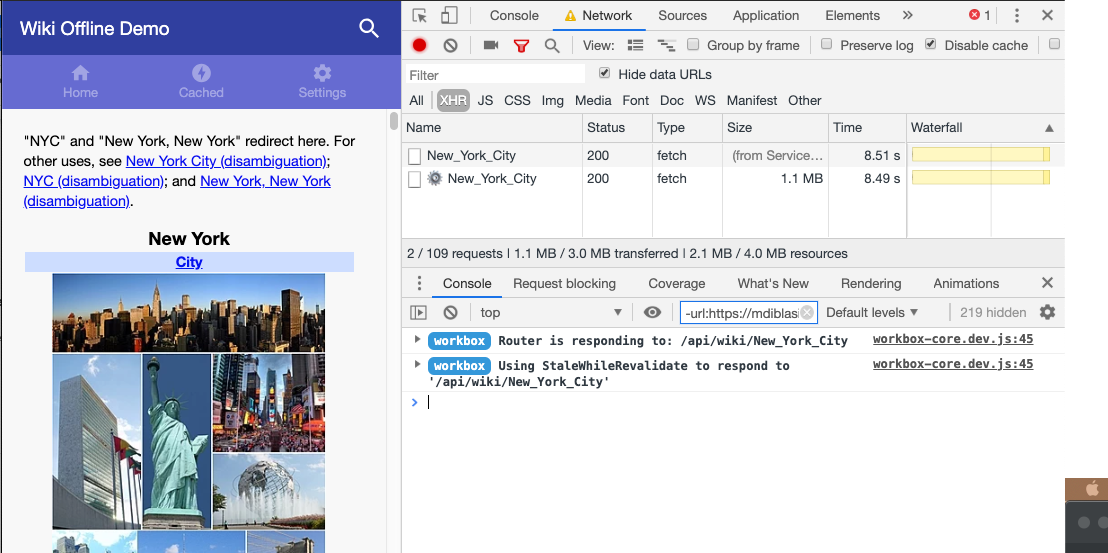 Wiki Offline Demo
Home
Cached
Settings
"NYC" and "New York, New York" redirect here. For
other uses, see New York City (disambiguation);
NYC (disambiguation); and New York, New York
(disambiguation).
New York
City
Console Network Sources Application Elements » 1
View: Group by frame Preserve log Disable cache
Filter Hide data URLs
All XHR JS CSS Img Media Font Doc WS Manifest Other
Name Status Type Size Time Waterfall
New_York_City 200 fetch (from Service… 8.51 s
New_York_City 200 fetch 1.1 MB 8.49 s
2 / 109 requests | 1.1 MB / 3.0 MB transferred | 2.1 MB / 4.0 MB resources
Console Request blocking Coverage What's New Rendering Animations
top -url:https://mdiblasi Default levels 219 hidden
workbox Router is responding to: /api/wiki/New_York_City workbox-core.dev.js:45
workbox Using StaleWhileRevalidate to respond to workbox-core.dev.js:45
'/api/wiki/New_York_City'